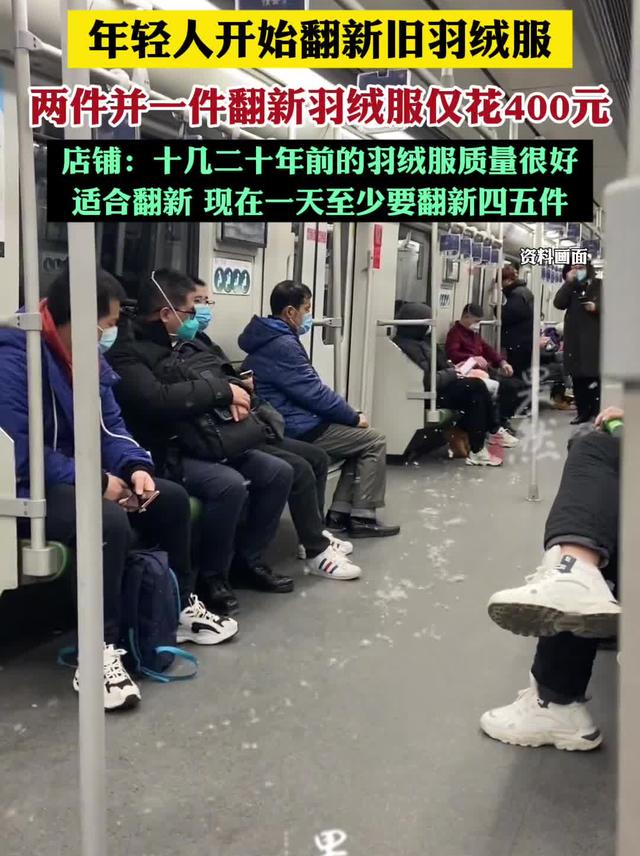 年轻人开始翻新旧羽绒服
两件并一件翻新羽绒服仅花400元
店铺：十几二十年前的羽绒服质量很好
适合翻新 现在一天至少要翻新四五件
资料画面